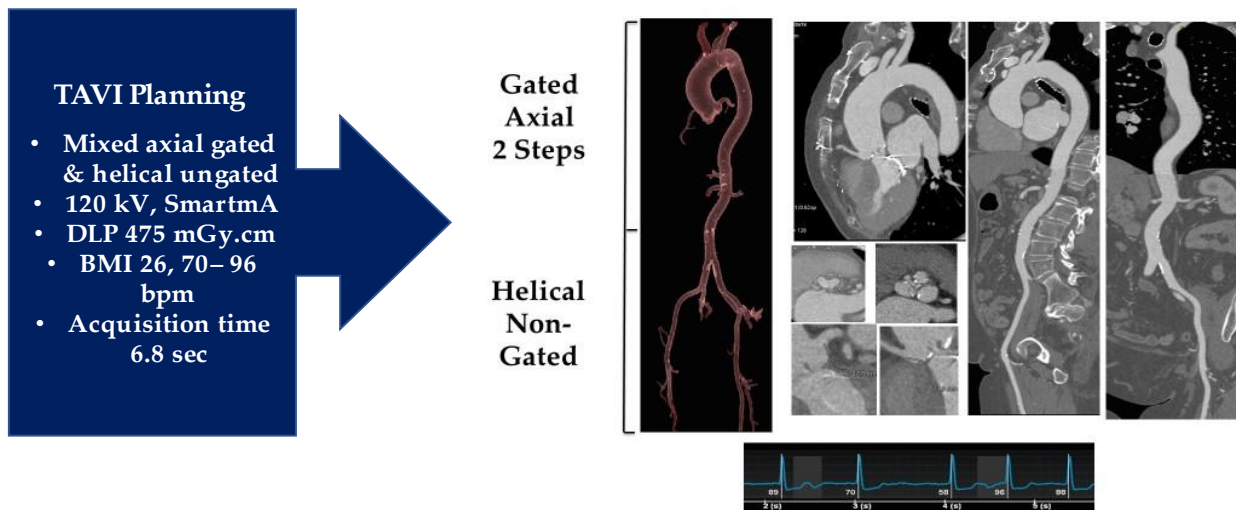 TAVI Planning
• Mixed axial gated
& helical ungated
• 120 kV, SmartmA
• DLP 475 mGy.cm
• BMI 26, 70– 96
bpm
• Acquisition time
6.8 sec
Gated
Axial
2 Steps
Helical
Non-
Gated
89 70 58 96 88
2 (s) 3 (s) 4 (s) 5 (s)